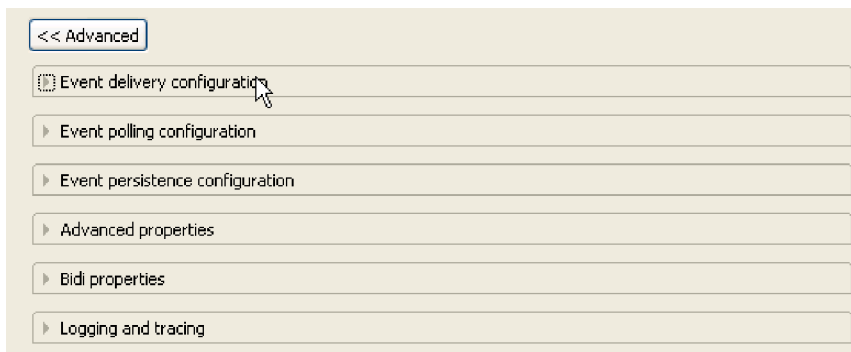 << Advanced
Event delivery configuration
Event polling configuration
Event persistence configuration
Advanced properties
Bidi properties
Logging and tracing